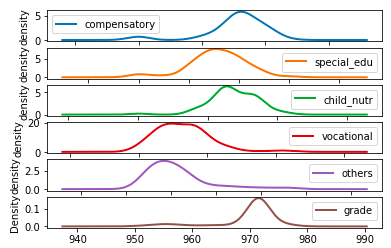 5
0
density
compensatory
5
0
density
special_edu
5
0
density
child_nutr
20
0
density
vocational
2.5
0.0
density
others
0.1
0.0
Density
grade
940
950
960
970
980
990